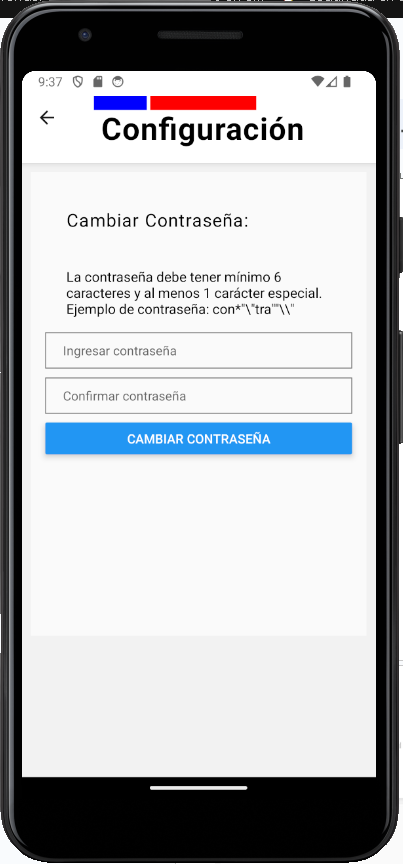 9:37
Configuración
Cambiar Contraseña:
La contraseña debe tener mínimo 6
caracteres y al menos 1 carácter especial.
Ejemplo de contraseña: con*"\"tra""\\"
Ingresar contraseña
Confirmar contraseña
CAMBIAR CONTRASEÑA